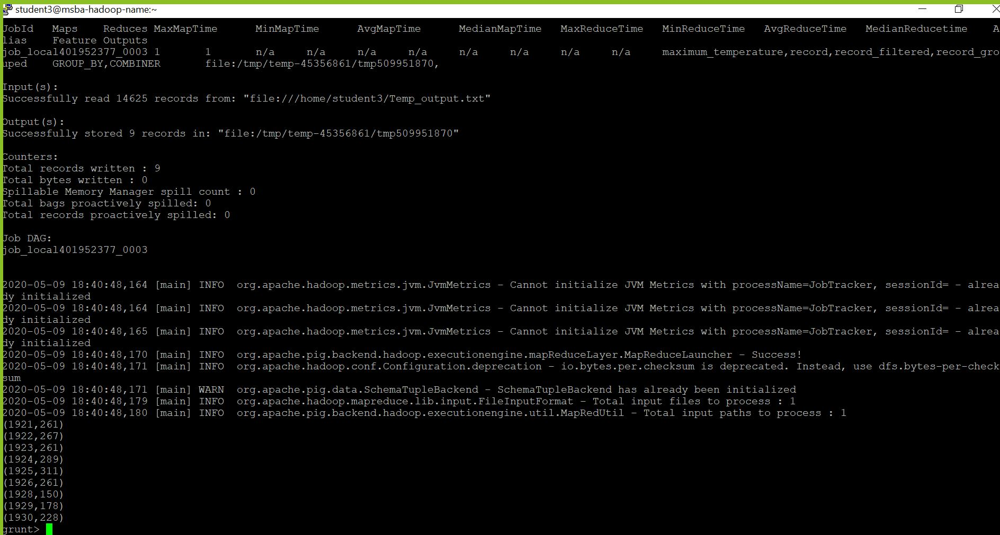 student3@msba-hadoop-name:~
JobId   Maps    Reduces MaxMapTime      MinMapTime      AvgMapTime      MedianMapTime   MaxReduceTime   MinReduceTime   AvgReduceTime   MedianReducetime    A
lias    Feature Outputs
job_local401952377_0003 1       1       n/a     n/a     n/a     n/a     n/a     n/a     n/a     n/a     maximum_temperature,record,record_filtered,record_gro
uped    GROUP_BY,COMBINER       file:/tmp/temp-45356861/tmp509951870,
Input(s):
Successfully read 14625 records from: "file:///home/student3/Temp_output.txt"
Output(s):
Successfully stored 9 records in: "file:/tmp/temp-45356861/tmp509951870"
Counters:
Total records written : 9
Total bytes written : 0
Spillable Memory Manager spill count : 0
Total bags proactively spilled: 0
Total records proactively spilled: 0
Job DAG:
job_local401952377_0003
2020-05-09 18:40:48,164 [main] INFO  org.apache.hadoop.metrics.jvm.JvmMetrics - Cannot initialize JVM Metrics with processName=JobTracker, sessionId= - alrea
dy initialized
2020-05-09 18:40:48,164 [main] INFO  org.apache.hadoop.metrics.jvm.JvmMetrics - Cannot initialize JVM Metrics with processName=JobTracker, sessionId= - alrea
dy initialized
2020-05-09 18:40:48,165 [main] INFO  org.apache.hadoop.metrics.jvm.JvmMetrics - Cannot initialize JVM Metrics with processName=JobTracker, sessionId= - alrea
dy initialized
2020-05-09 18:40:48,170 [main] INFO  org.apache.pig.backend.hadoop.executionengine.mapReduceLayer.MapReduceLauncher - Success!
2020-05-09 18:40:48,171 [main] INFO  org.apache.hadoop.conf.Configuration.deprecation - io.bytes.per.checksum is deprecated. Instead, use dfs.bytes-per-check
sum
2020-05-09 18:40:48,171 [main] WARN  org.apache.pig.data.SchemaTupleBackend - SchemaTupleBackend has already been initialized
2020-05-09 18:40:48,179 [main] INFO  org.apache.hadoop.mapreduce.lib.input.FileInputFormat - Total input files to process : 1
2020-05-09 18:40:48,180 [main] INFO  org.apache.pig.backend.hadoop.executionengine.util.MapRedUtil - Total input paths to process : 1
(1921,261)
(1922,267)
(1923,261)
(1924,289)
(1925,311)
(1926,261)
(1928,150)
(1929,178)
(1930,228)
grunt>